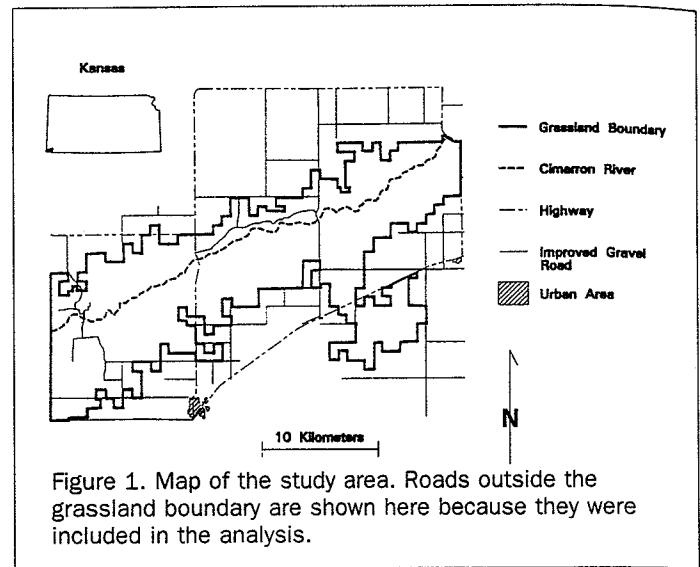 Kansas
Grassland Boundary
Cimarron River
Highway
Improved Gravel
Road
Urban Area
N
10 Kilometers
Figure 1. Map of the study area. Roads outside the
grassland boundary are shown here because they were
included in the analysis.